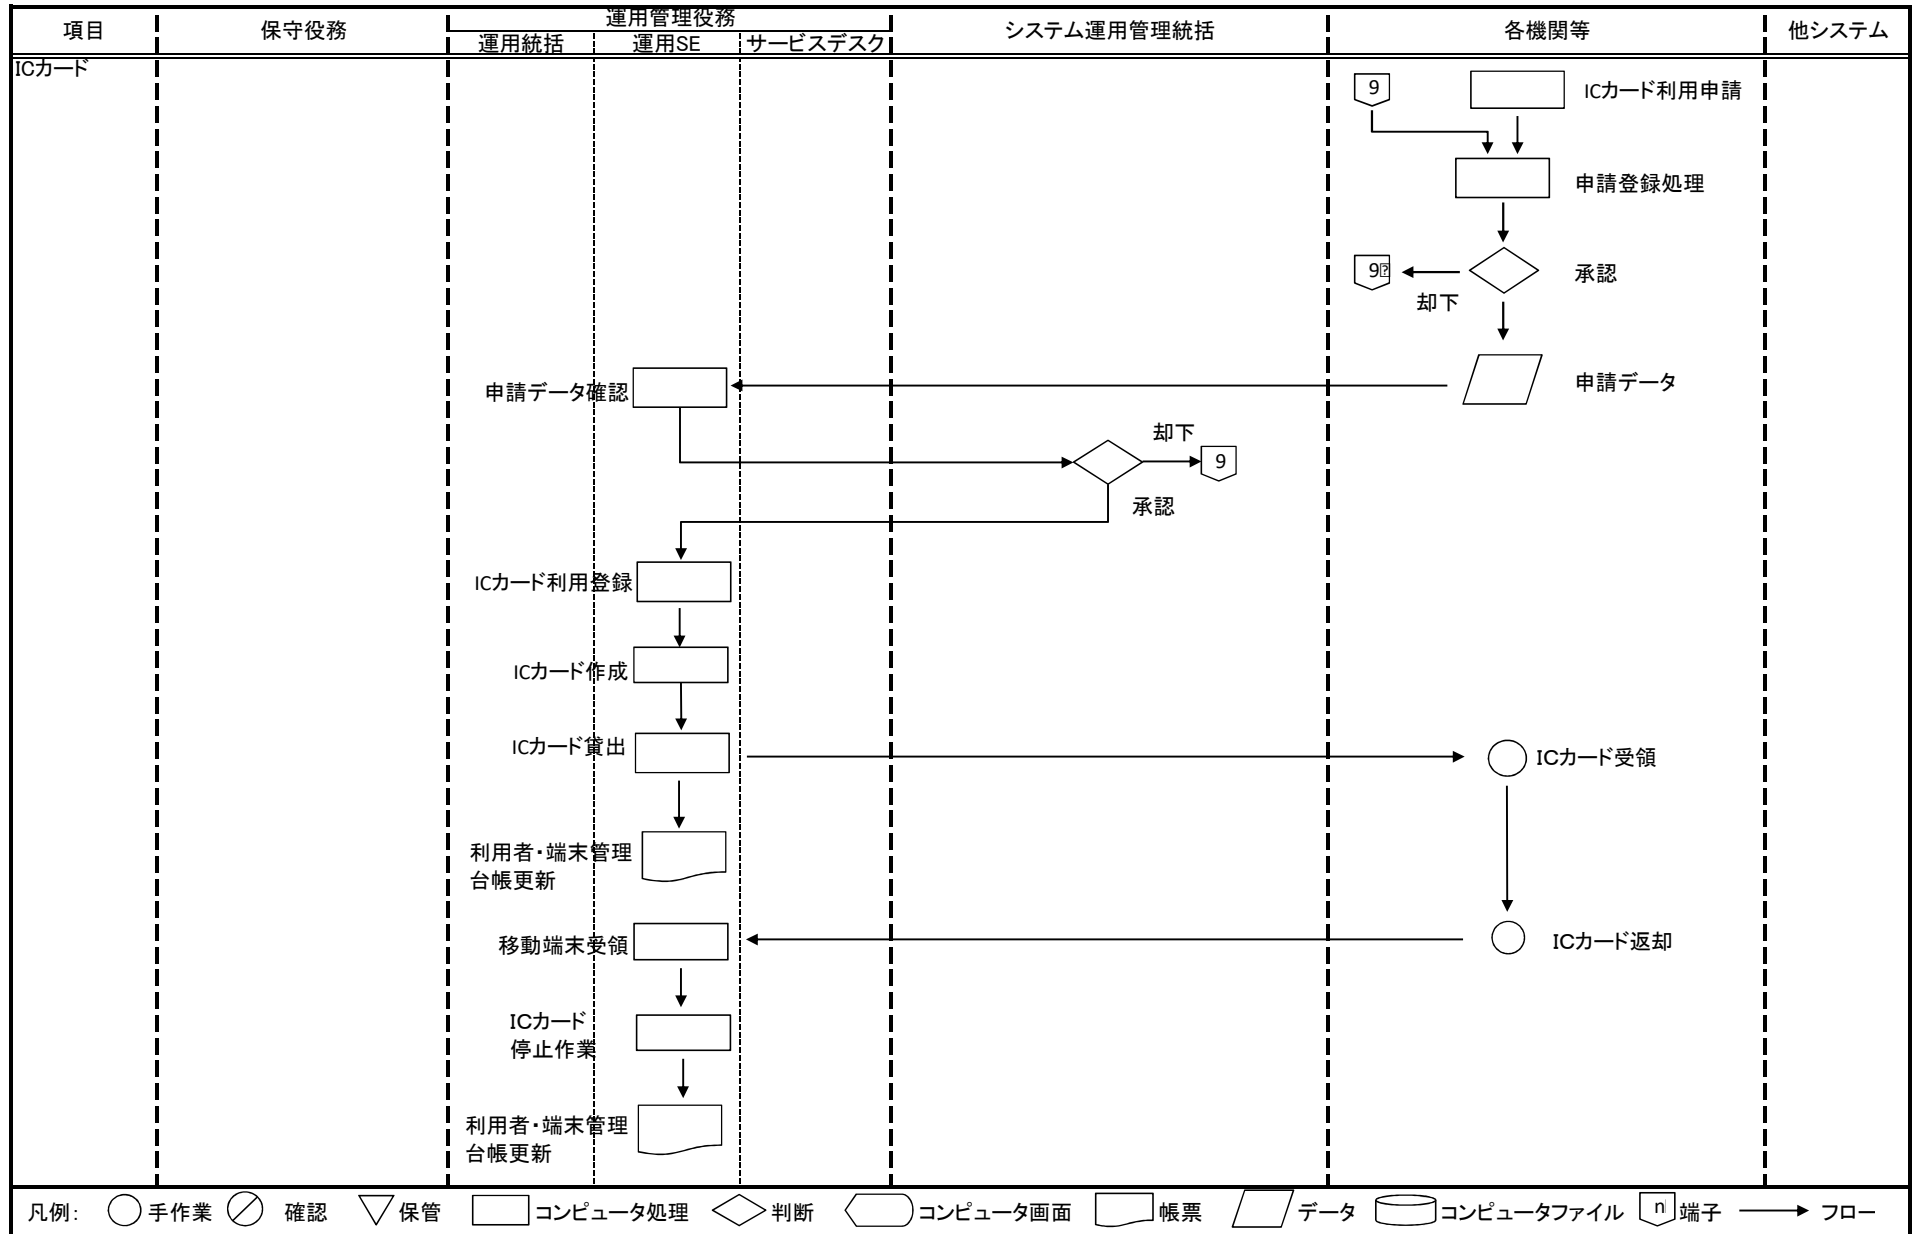 項目
保守役務
運用管理役務
運用統括
運用SE
サービスデスク
システム運用管理統括
各機関等
他システム
ICカード
9
ICカード利用申請
申請登録処理
9
承認
却下
申請データ確認
申請データ
却下
9
承認
ICカード利用登録
ICカード作成
ICカード貸出
ICカード受領
利用者・端末管理
台帳更新
移動端末受領
ICカード返却
ICカード
停止作業
利用者・端末管理
台帳更新
凡例: 手作業 確認 保管 コンピュータ処理 判断 コンピュータ画面 帳票 データ コンピュータファイル n 端子 フロー